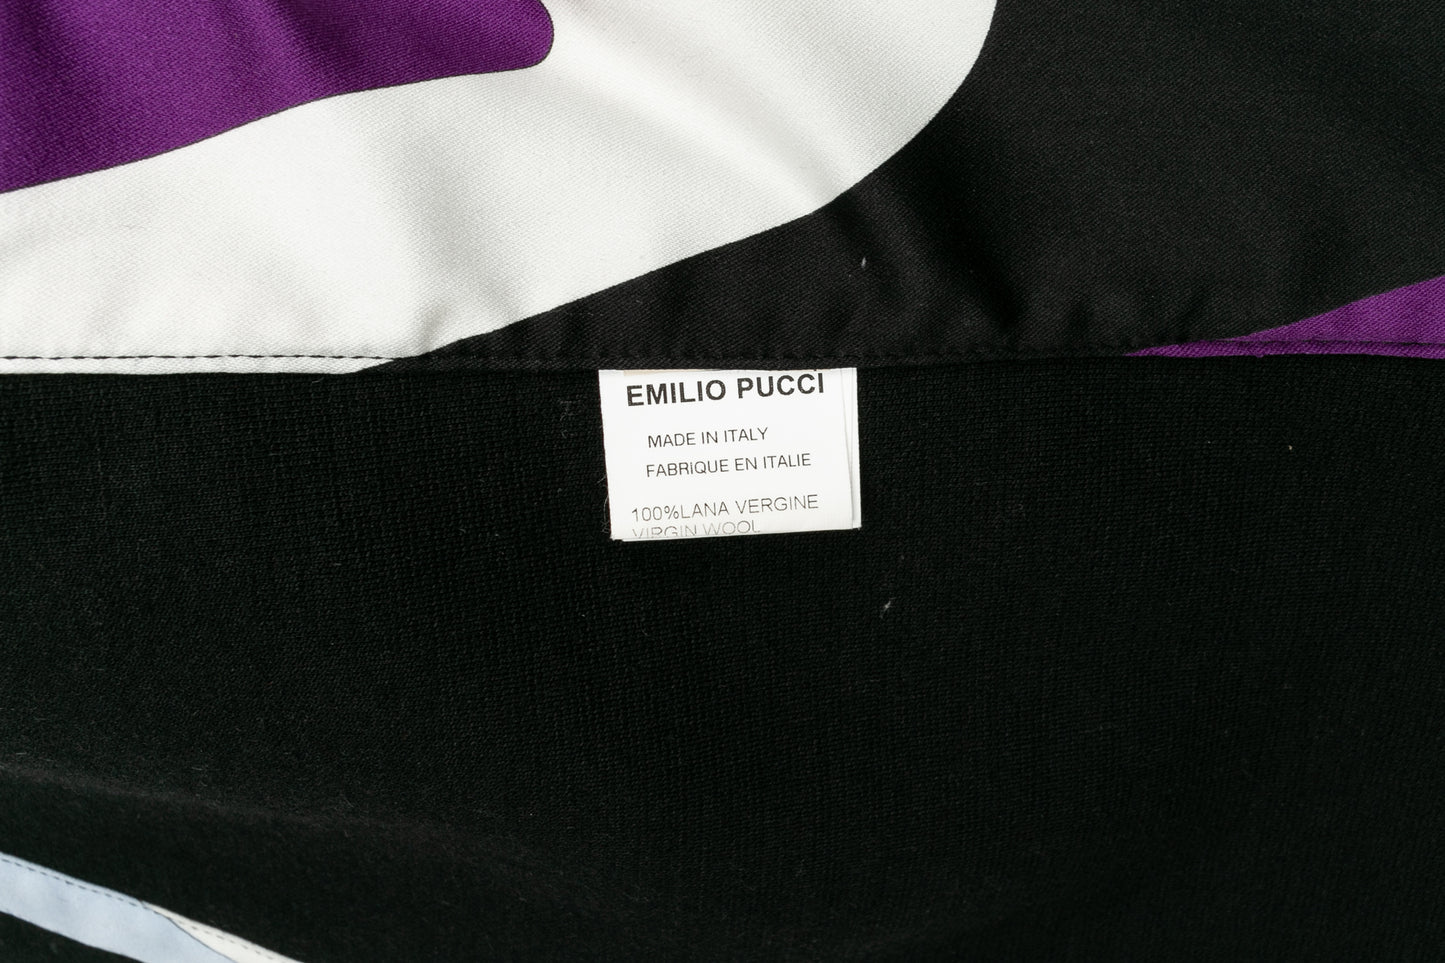 EMILIO PUCCI
MADE IN ITALY
FABRIQUE EN ITALIE
100%LANA VERGINE
VIRGIN WOOL